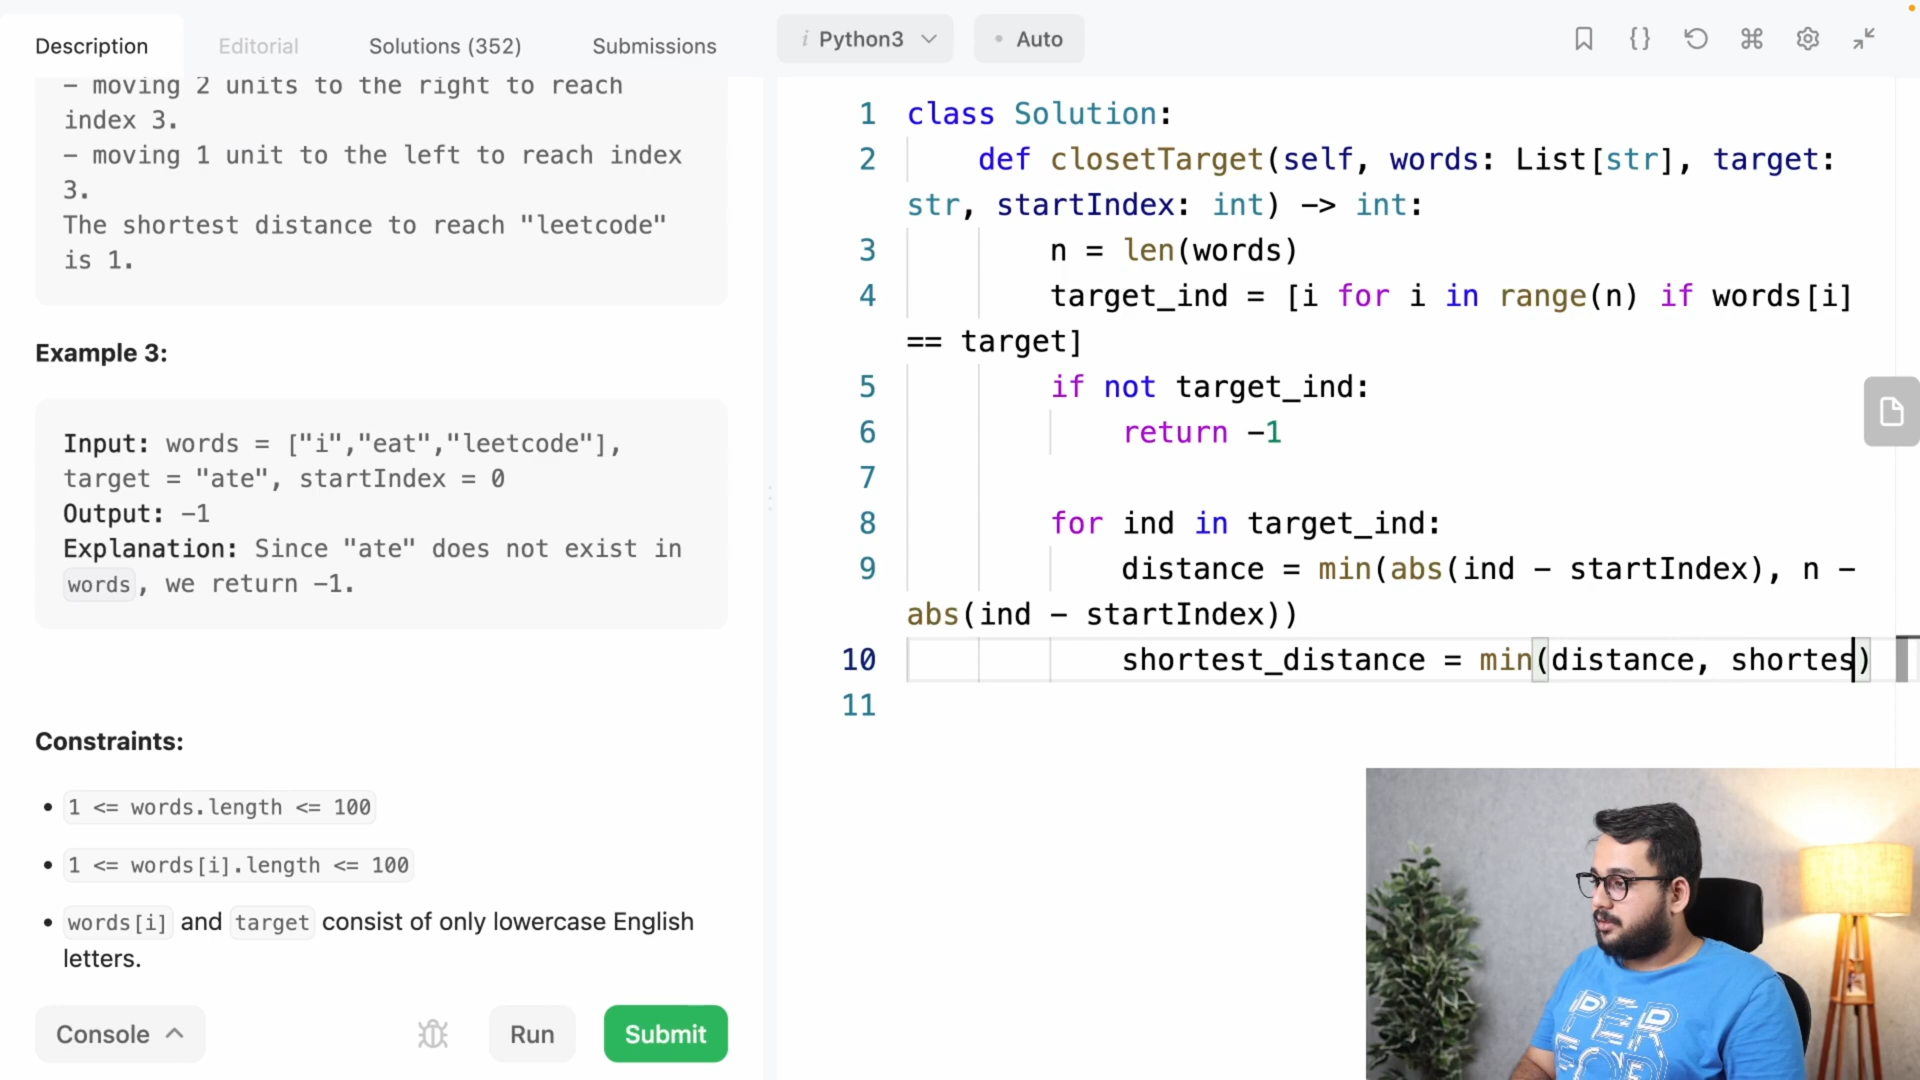 Description
Editorial
Solutions (352)
Submissions
i Python3
• Auto
- moving 2 units to the right to reach
index 3.
- moving 1 unit to the left to reach index
3.
The shortest distance to reach "leetcode"
is 1.
Example 3:
Input: words = ["i","eat","leetcode"],
target = "ate", startIndex = 0
Output: -1
Explanation: Since "ate" does not exist in
words, we return -1.
Constraints:
• 1 <= words.length <= 100
• 1 <= words[i].length <= 100
• words[i] and target consist of only lowercase English
letters.
Console
Run
Submit
1 class Solution:
2 def closetTarget(self, words: List[str], target:
str, startIndex: int) -> int:
3 n = len(words)
4 target_ind = [i for i in range(n) if words[i]
== target]
5 if not target_ind:
6 return -1
7
8 for ind in target_ind:
9 distance = min(abs(ind - startIndex), n -
abs(ind - startIndex))
10 shortest_distance = min(distance, shortes)
11